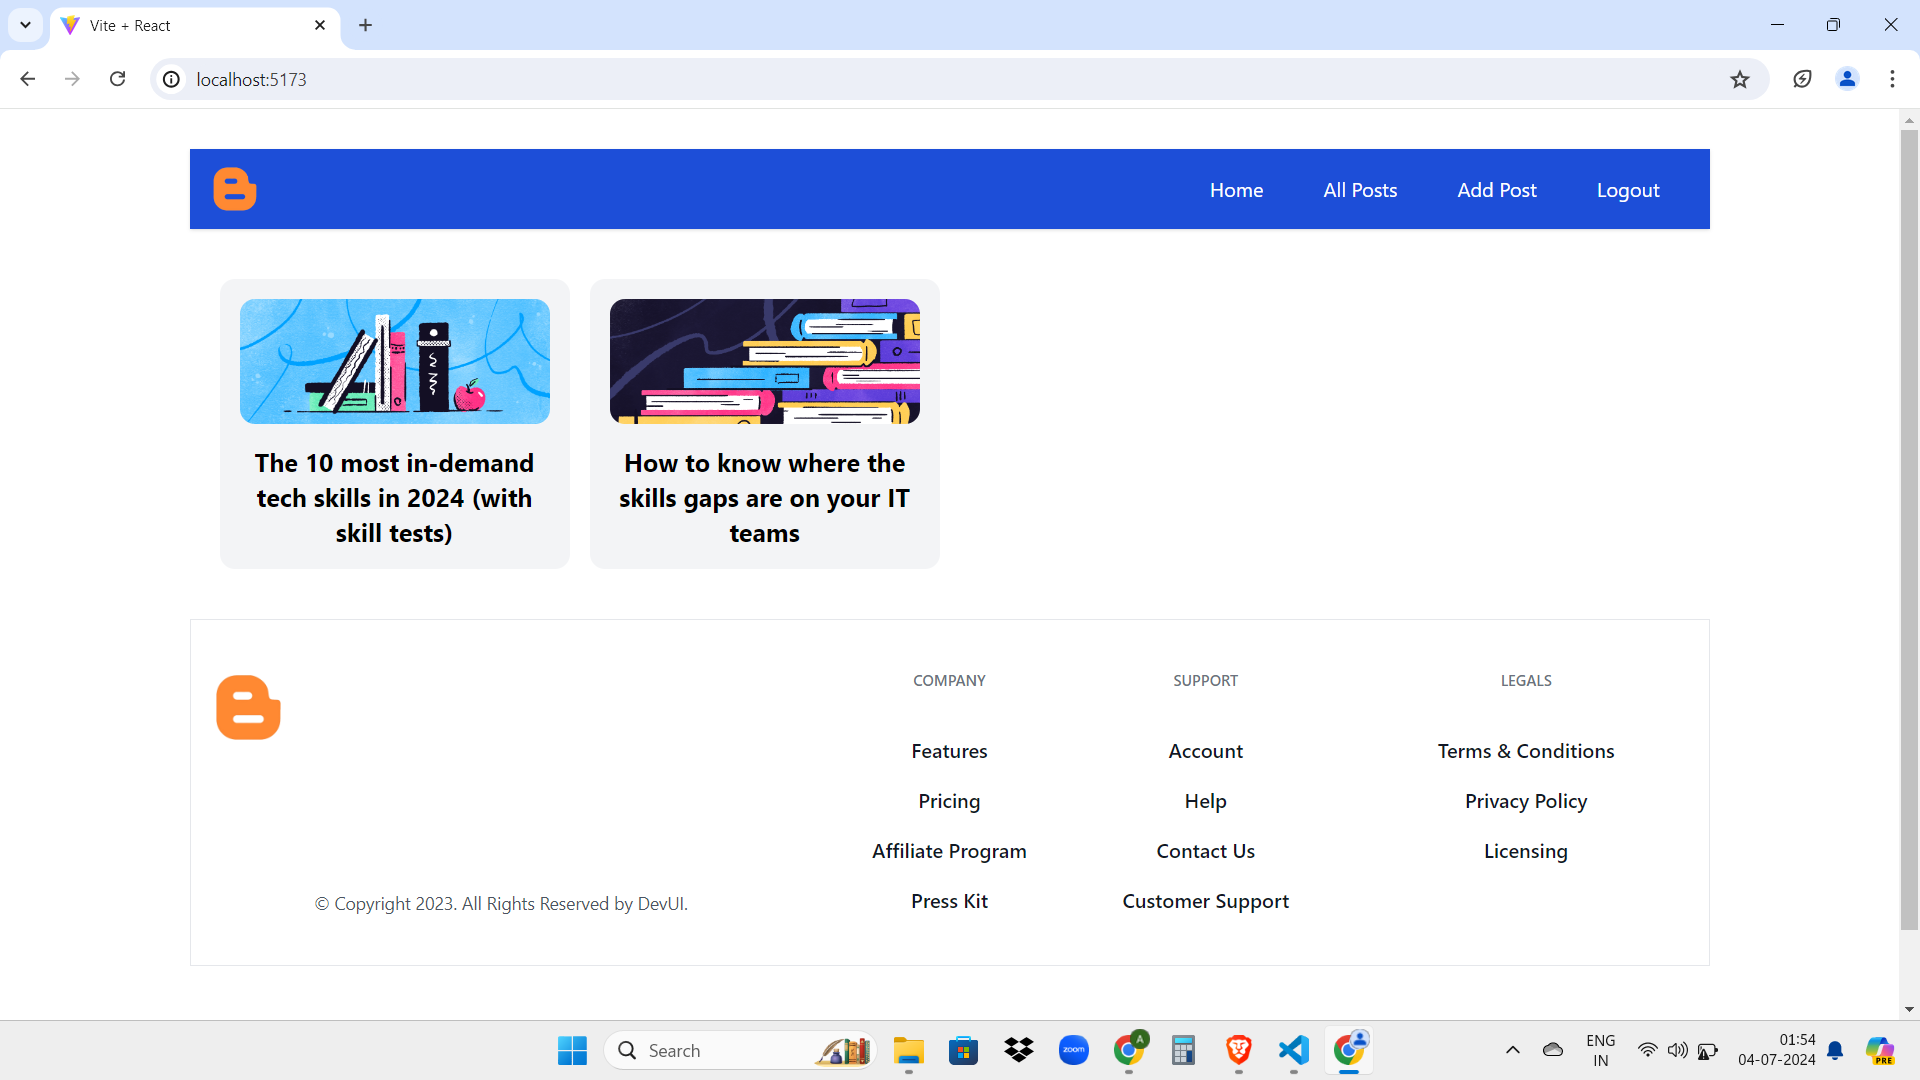 Vite + React
localhost:5173
Home
All Posts
Add Post
Logout
The 10 most in-demand
tech skills in 2024 (with
skill tests)
How to know where the
skills gaps are on your IT
teams
© Copyright 2023. All Rights Reserved by DevUI.
COMPANY
Features
Pricing
Affiliate Program
Press Kit
SUPPORT
Account
Help
Contact Us
Customer Support
LEGALS
Terms & Conditions
Privacy Policy
Licensing
Search
zoom
A
ENG
IN
01:54
04-07-2024
PRE